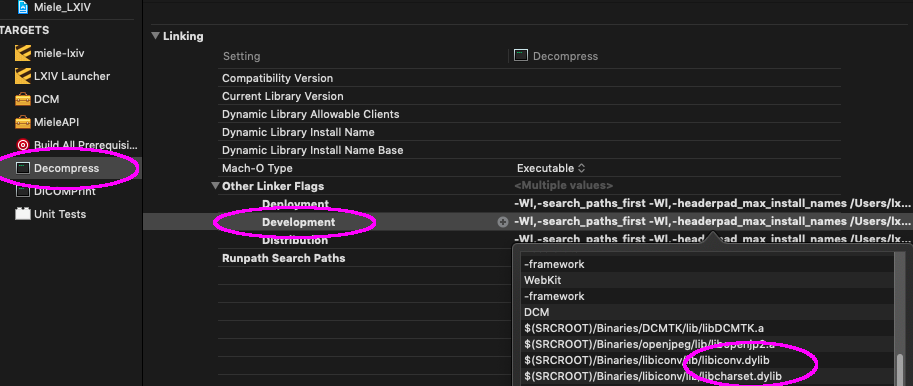 Miele_LXIV
TARGETS
miele-lxiv
LXIV Launcher
DCM
MieleAPI
Build All Prerequisi...
Decompress
DICOMPrint
Unit Tests
Linking
Setting Decompress
Compatibility Version
Current Library Version
Dynamic Library Allowable Clients
Dynamic Library Install Name
Dynamic Library Install Name Base
Mach-O Type Executable
Other Linker Flags <Multiple values>
Deployment -Wl,-search_paths_first -Wl,-headerpad_max_install_names /Users/lx...
Development -Wl,-search_paths_first -Wl,-headerpad_max_install_names /Users/lx...
Distribution -Wl,-search_paths_first -Wl,-headerpad_max_install_names /Users/lx...
Runpath Search Paths
-framework
WebKit
-framework
DCM
$(SRCROOT)/Binaries/DCMTK/lib/libDCMTK.a
$(SRCROOT)/Binaries/openjpeg/lib/libopenjp2.a
$(SRCROOT)/Binaries/libiconv/lib/libiconv.dylib
$(SRCROOT)/Binaries/libiconv/lib/libcharset.dylib